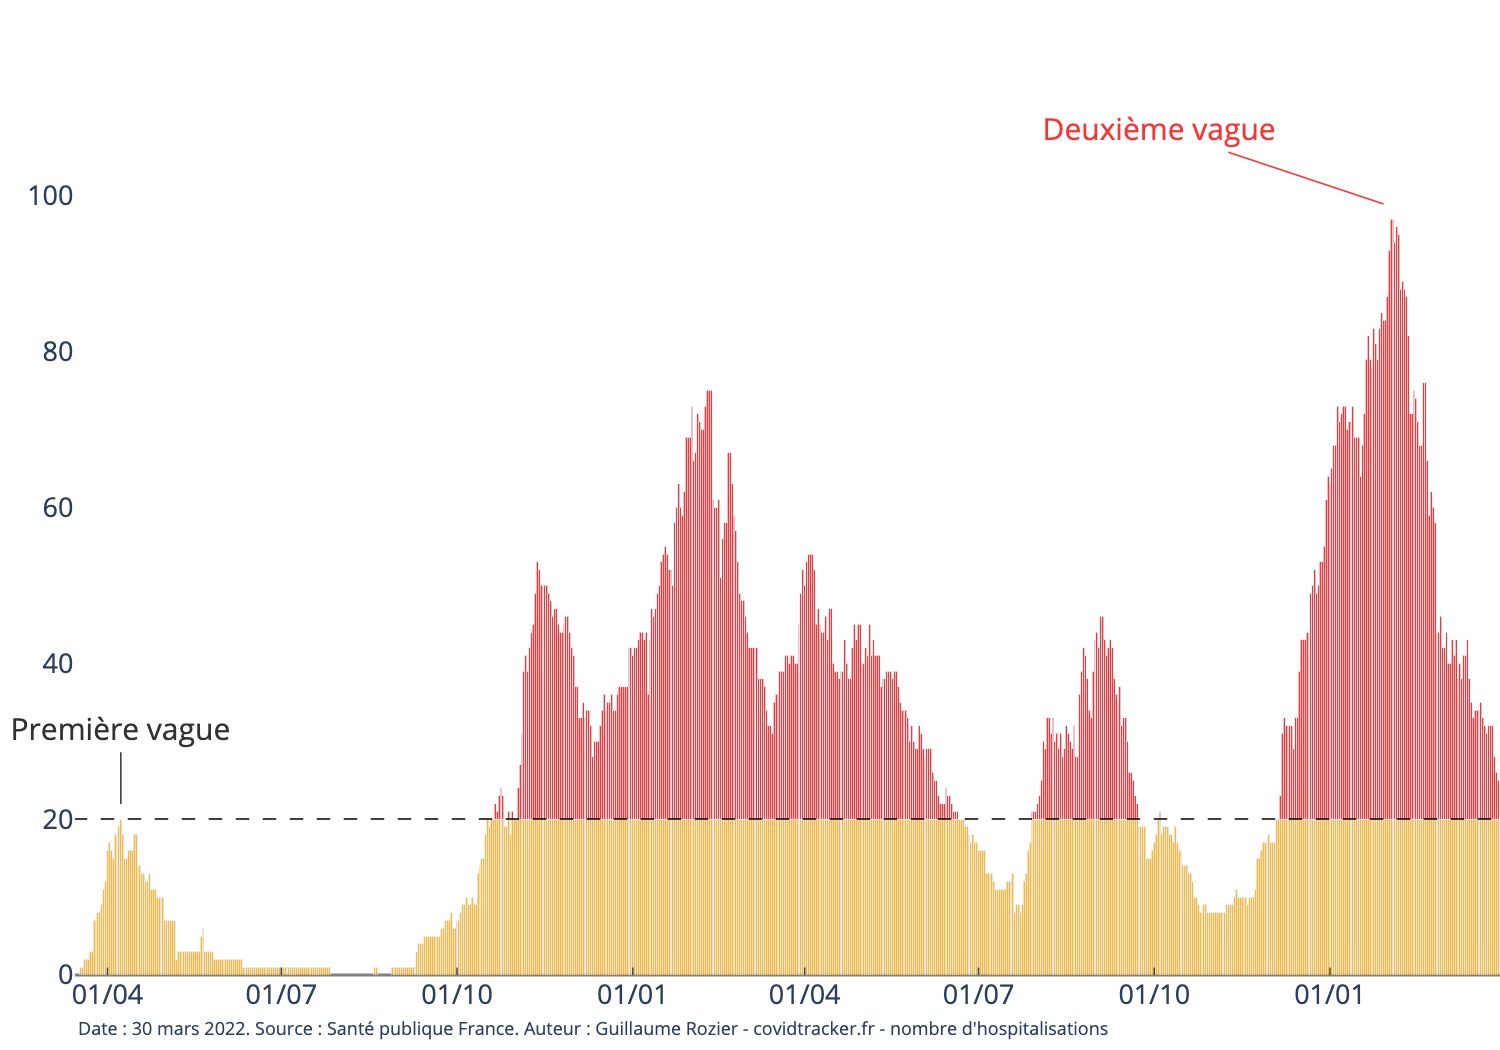 Deuxième vague
100
80
60
40
Première vague
20
0
01/04 01/07 01/10 01/01 01/04 01/07 01/10 01/01
Date : 30 mars 2022. Source : Santé publique France. Auteur : Guillaume Rozier - covidtracker.fr - nombre d'hospitalisations